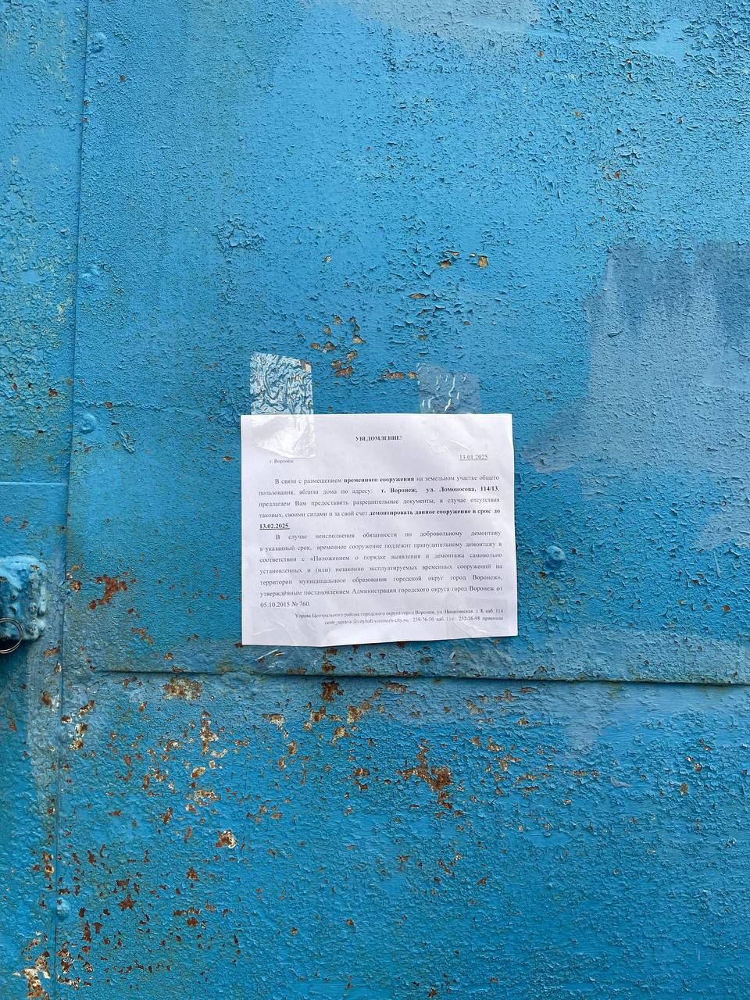 УВЕДОМЛЕНИЕ!
г. Воронеж 13.01.2025
В связи с размещением временного сооружения на земельном участке общего
пользования, вблизи дома по адресу: г. Воронеж, ул. Ломоносова, 114/13,
предлагаем Вам предоставить разрешительные документы, в случае отсутствия
таковых, своими силами и за свой счет демонтировать данное сооружение в срок до
13.02.2025
В случае неисполнения обязанности по добровольному демонтажу
в указанный срок, временное сооружение подлежит принудительному демонтажу в
соответствии с «Положением о порядке выявления и демонтажа самовольно
установленных и (или) незаконно эксплуатируемых временных сооружений на
территории муниципального образования городской округ город Воронеж»,
утверждённым постановлением Администрации городского округа город Воронеж от
05.10.2015 № 760.
Управа Центрального района городского округа город Воронеж, ул. Никитинская, д. 8, каб. 114
centr_uprava @cityhall.voronezh-city.ru; 259-76-50 каб. 114; 252-26-98 приемная